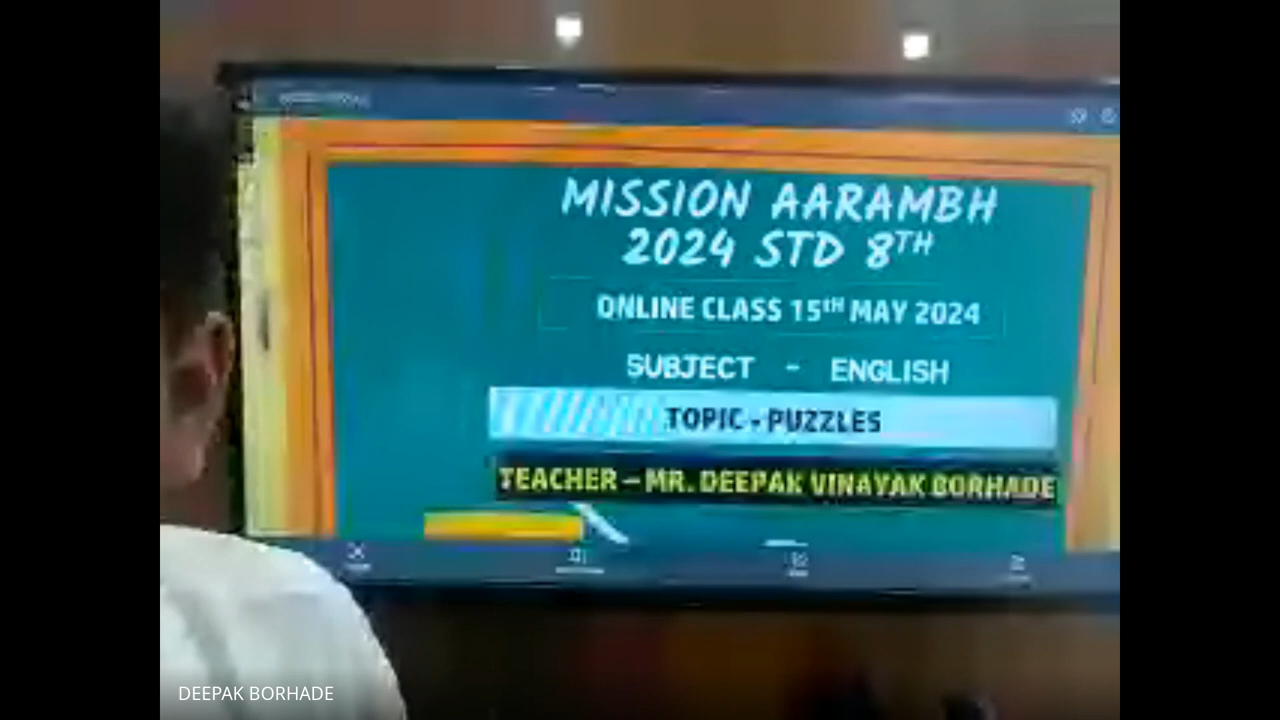 MISSION AARAMBH
2024 STD 8TH
ONLINE CLASS 15TH MAY 2024
SUBJECT - ENGLISH
TOPIC - PUZZLES
TEACHER – MR. DEEPAK VINAYAK BORHADE
DEEPAK BORHADE